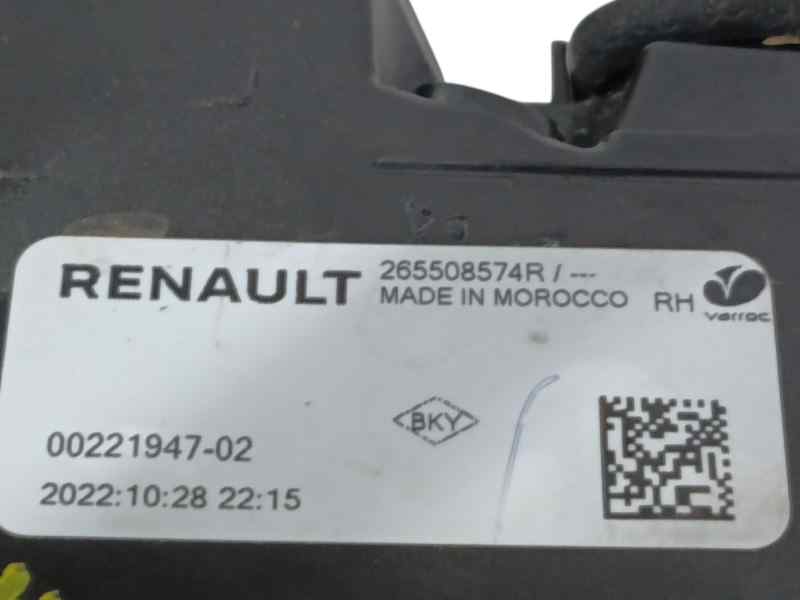 RENAULT
265508574R / ---
MADE IN MOROCCO
RH
varroc
BKY
00221947-02
2022:10:28 22:15